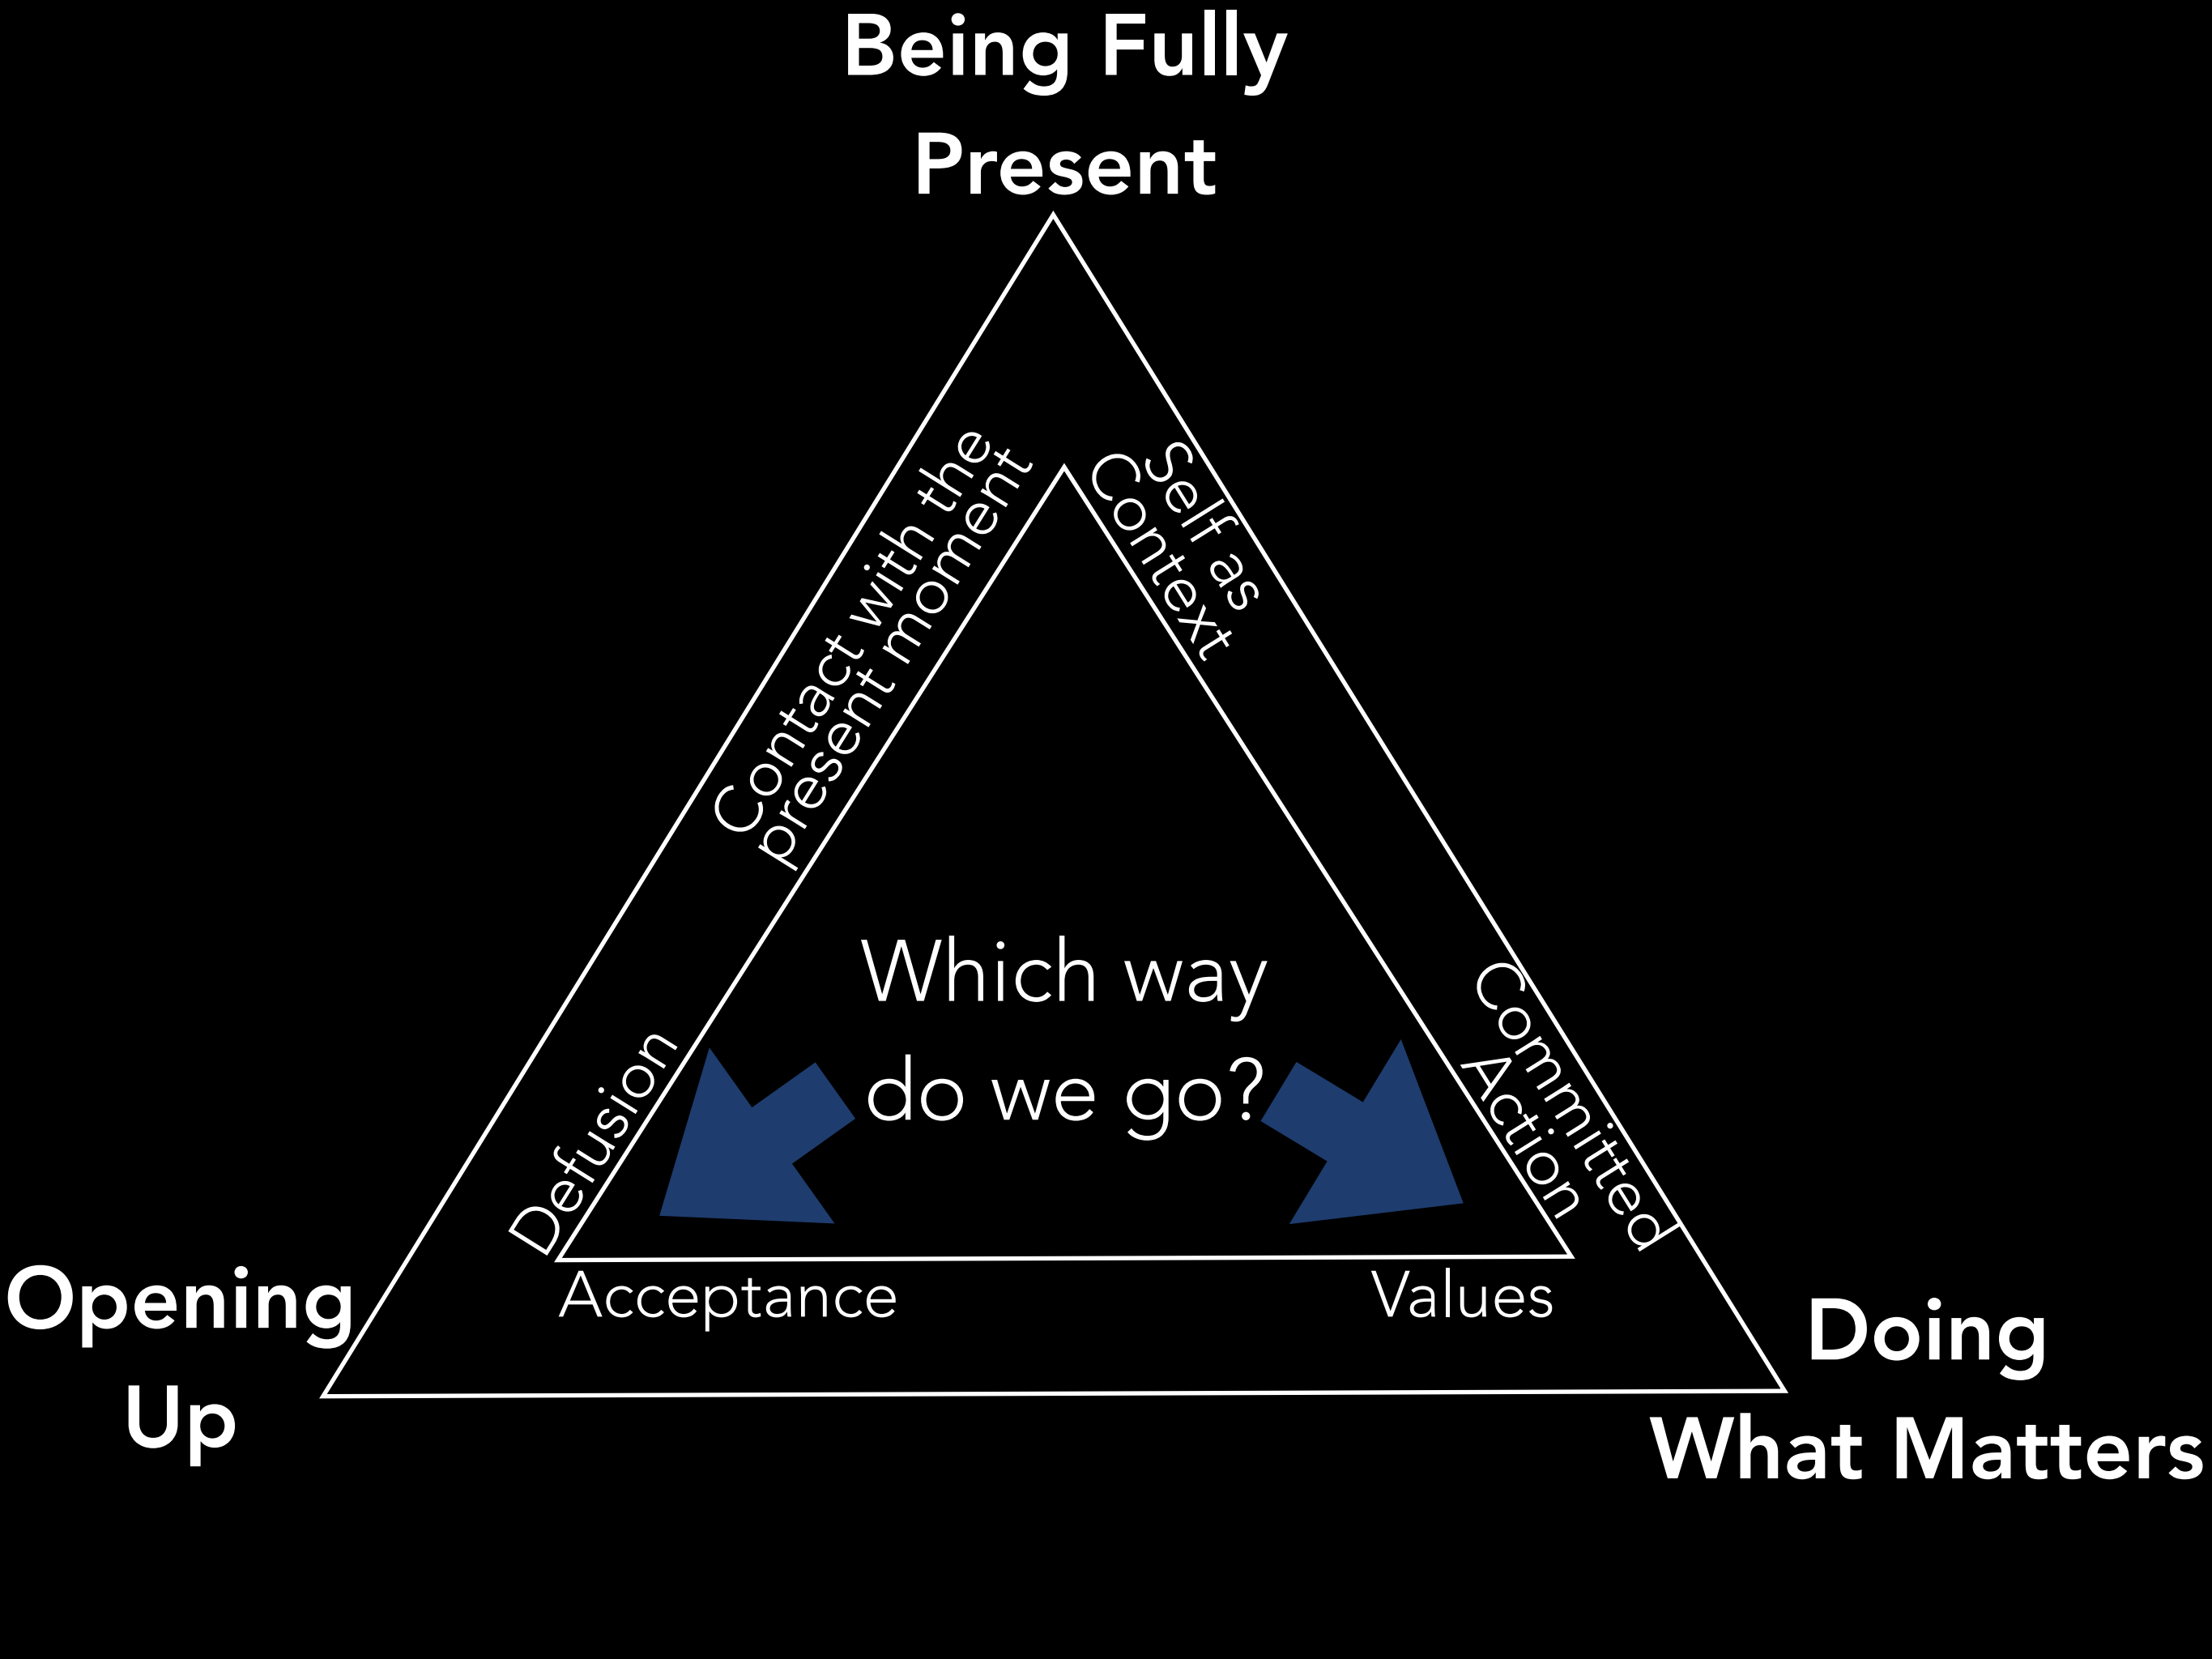 Being Fully
Present
Contact with the
present moment
Self as
Context
Which way
do we go?
Defusion
Committed
Action
Acceptance
Values
Opening
Up
Doing
What Matters